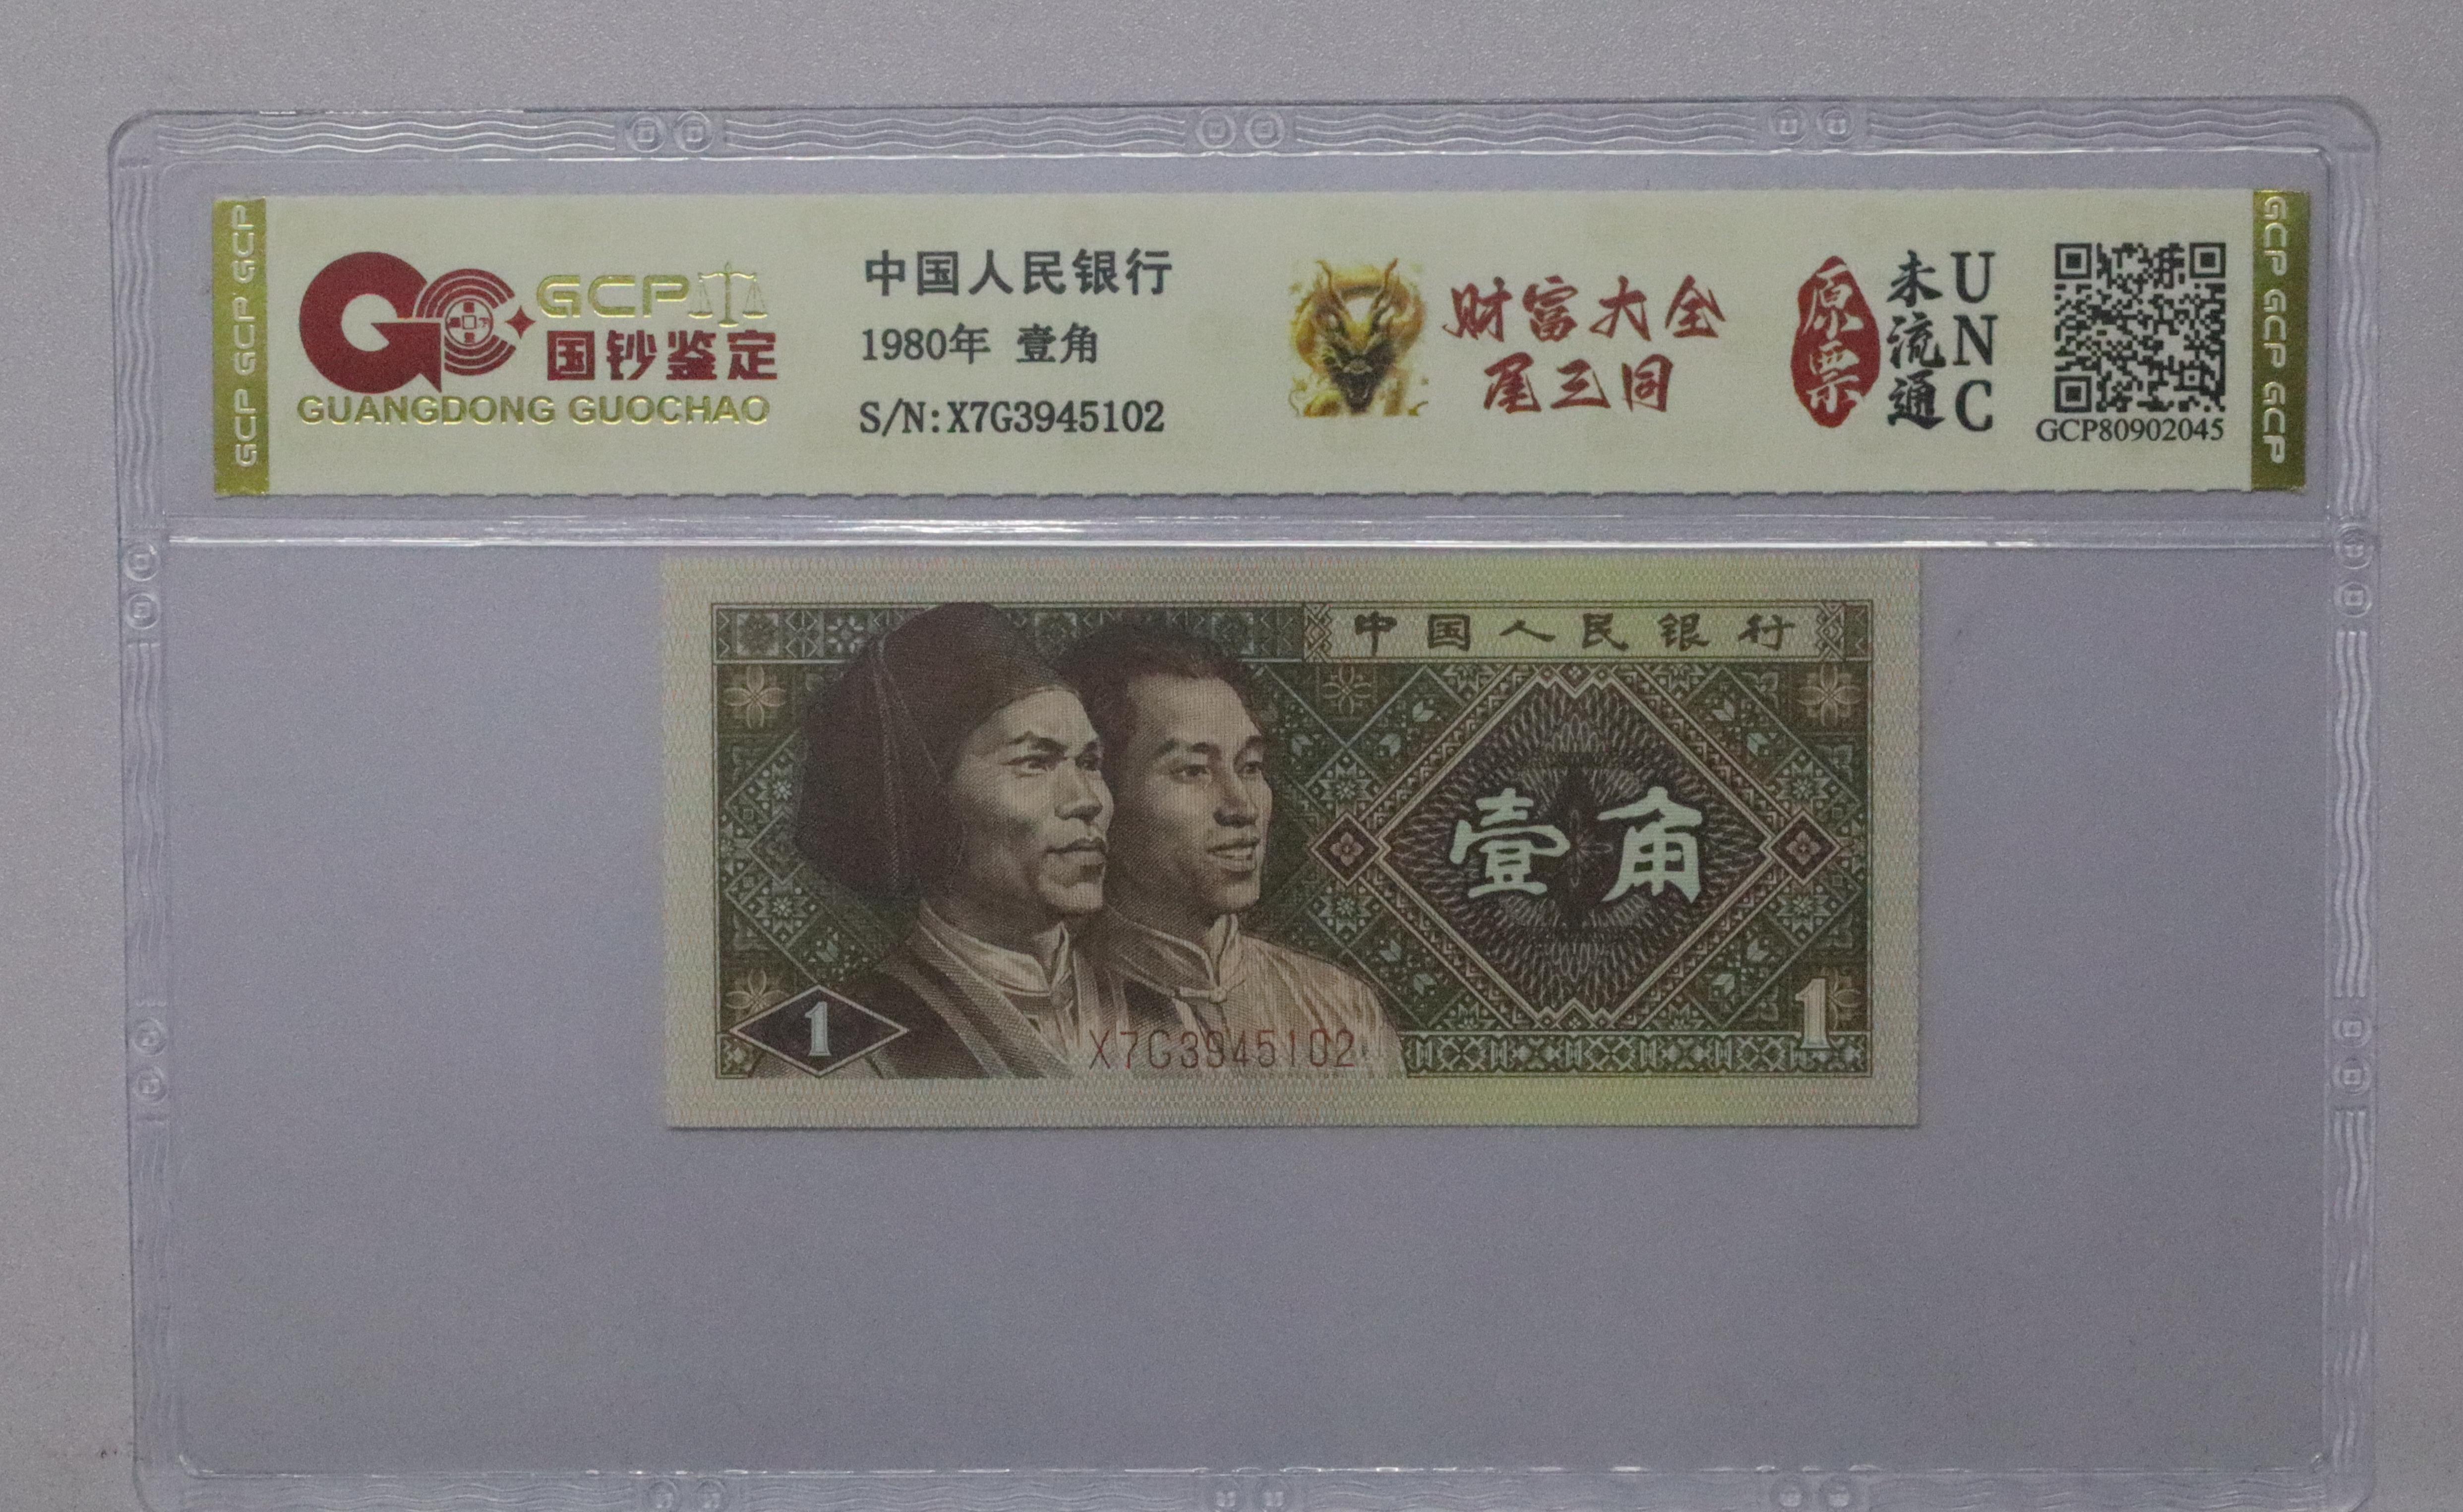 GCP GCP GCP
GCP
国钞鉴定
GUANGDONG GUOCHAO
中国人民银行
1980年 壹角
S/N:X7G3945102
财富大全
尾三同
原票
未流通
UNC
GCP80902045
GCP GCP GCP
中国人民银行
壹角
1
1
X7G3945102